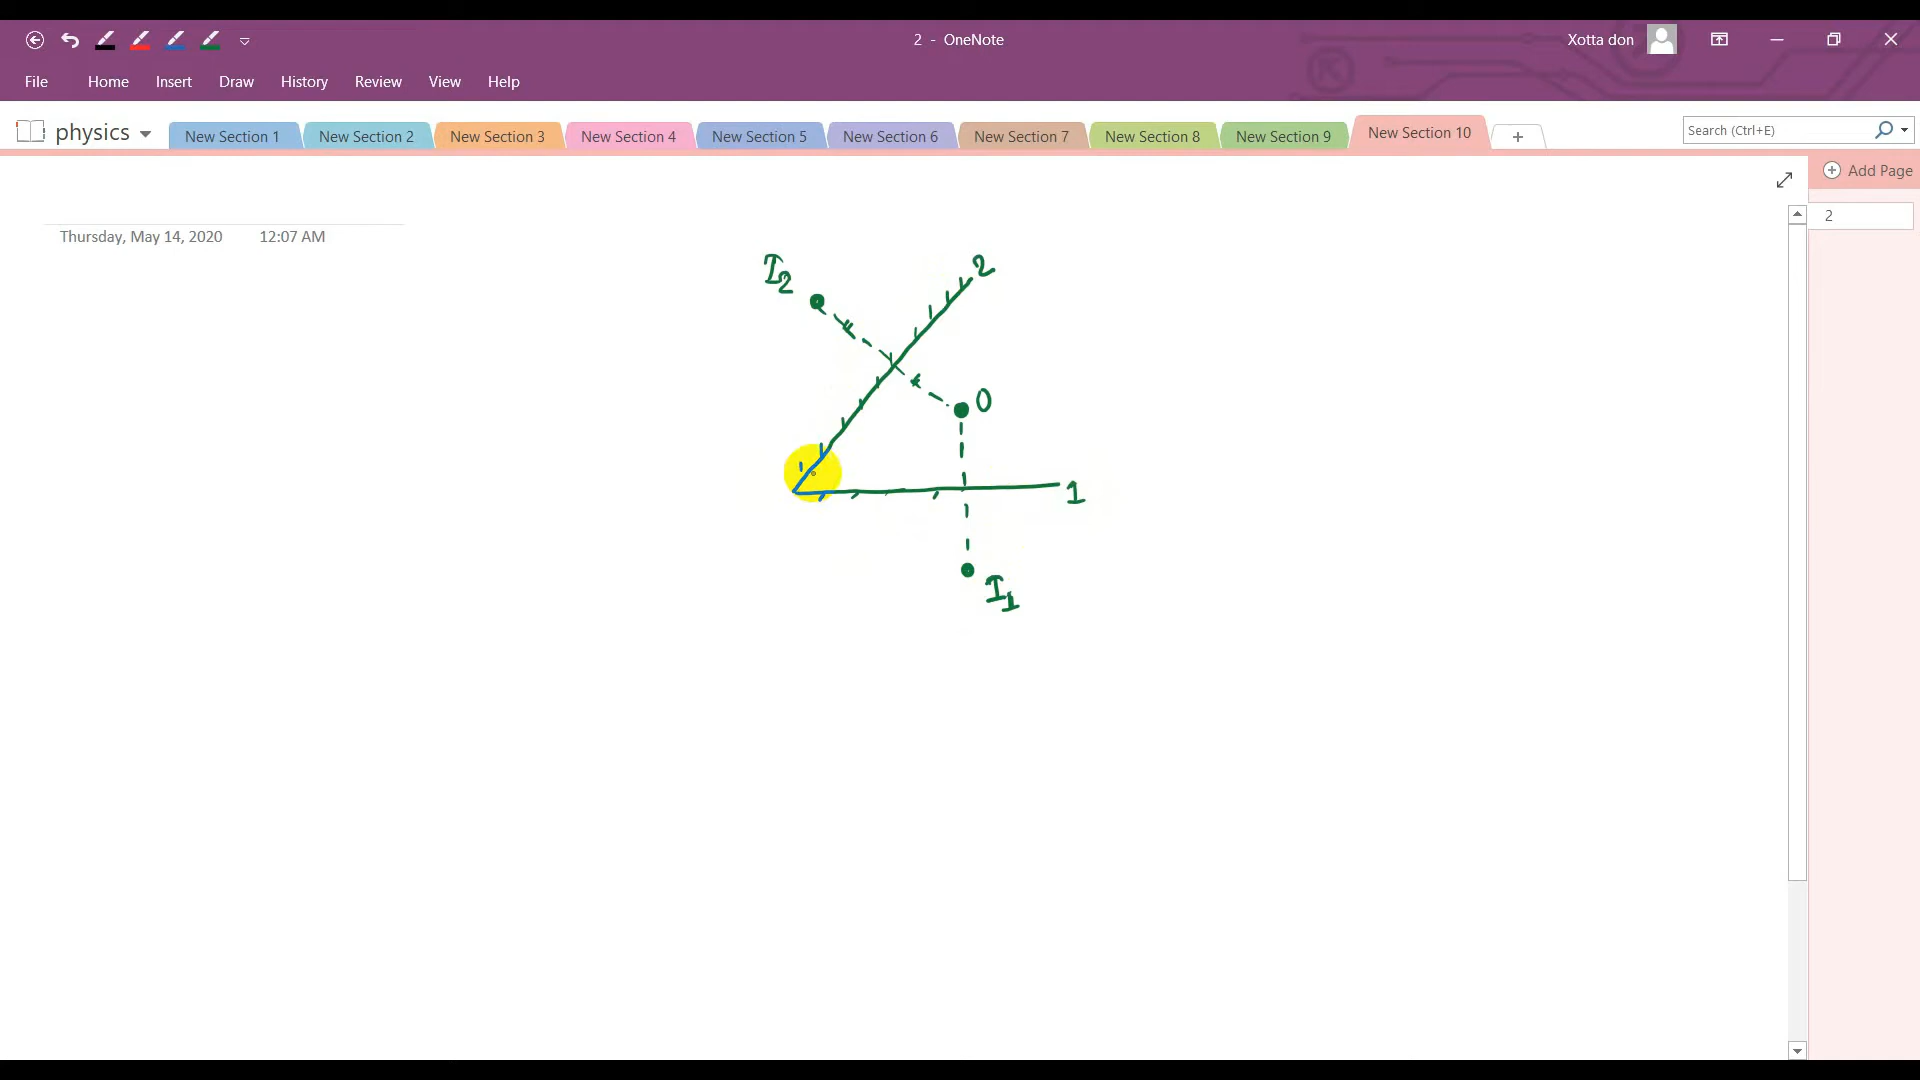 2 - OneNote
Xotta don
File Home Insert Draw History Review View Help
physics New Section 1 New Section 2 New Section 3 New Section 4 New Section 5 New Section 6 New Section 7 New Section 8 New Section 9 New Section 10 +
Search (Ctrl+E)
Add Page
2
Thursday, May 14, 2020 12:07 AM
I2
2
O
1
I1